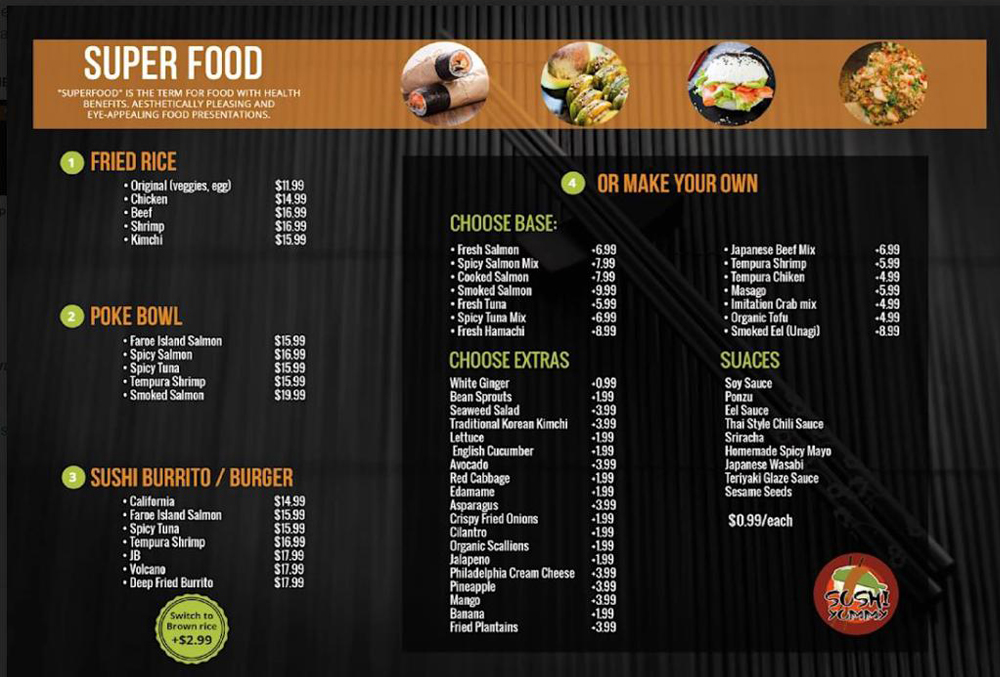 SUPER FOOD
"SUPERFOOD" IS THE TERM FOR FOOD WITH HEALTH
BENEFITS. AESTHETICALLY PLEASING AND
EYE-APPEALING FOOD PRESENTATIONS.
1 FRIED RICE
• Original (veggies, egg) $11.99
• Chicken $14.99
• Beef $16.99
• Shrimp $16.99
• Kimchi $15.99
2 POKE BOWL
• Faroe Island Salmon $15.99
• Spicy Salmon $16.99
• Spicy Tuna $15.99
• Tempura Shrimp $15.99
• Smoked Salmon $19.99
3 SUSHI BURRITO / BURGER
• California $14.99
• Faroe Island Salmon $15.99
• Spicy Tuna $15.99
• Tempura Shrimp $16.99
• JB $17.99
• Volcano $17.99
• Deep Fried Burrito $17.99
Switch to
Brown rice
+$2.99
4 OR MAKE YOUR OWN
CHOOSE BASE:
• Fresh Salmon +6.99
• Spicy Salmon Mix +7.99
• Cooked Salmon +7.99
• Smoked Salmon +9.99
• Fresh Tuna +5.99
• Spicy Tuna Mix +6.99
• Fresh Hamachi +8.99
• Japanese Beef Mix +6.99
• Tempura Shrimp +5.99
• Tempura Chiken +4.99
• Masago +5.99
• Imitation Crab mix +4.99
• Organic Tofu +4.99
• Smoked Eel (Unagi) +8.99
CHOOSE EXTRAS
White Ginger +0.99
Bean Sprouts +1.99
Seaweed Salad +3.99
Traditional Korean Kimchi +3.99
Lettuce +1.99
English Cucumber +1.99
Avocado +3.99
Red Cabbage +1.99
Edamame +1.99
Asparagus +3.99
Crispy Fried Onions +1.99
Cilantro +1.99
Organic Scallions +1.99
Jalapeno +1.99
Philadelphia Cream Cheese +3.99
Pineapple +3.99
Mango +3.99
Banana +1.99
Fried Plantains +3.99
SUACES
Soy Sauce
Ponzu
Eel Sauce
Thai Style Chili Sauce
Sriracha
Homemade Spicy Mayo
Japanese Wasabi
Teriyaki Glaze Sauce
Sesame Seeds
$0.99/each
SUSHI
YUMMY